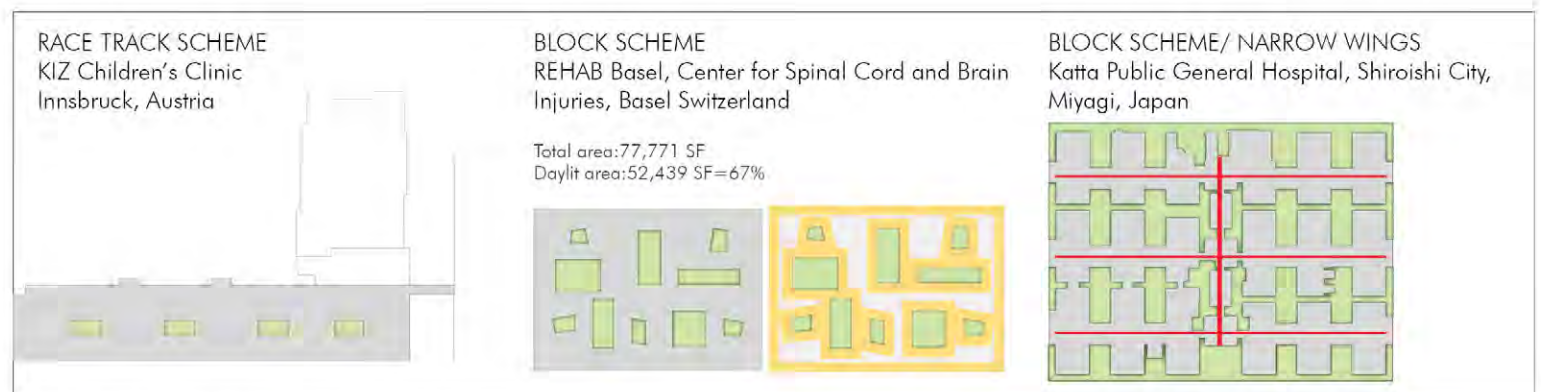 RACE TRACK SCHEME
KIZ Children's Clinic
Innsbruck, Austria
BLOCK SCHEME
REHAB Basel, Center for Spinal Cord and Brain
Injuries, Basel Switzerland
Total area:77,771 SF
Daylit area:52,439 SF=67%
BLOCK SCHEME/ NARROW WINGS
Katta Public General Hospital, Shiroishi City,
Miyagi, Japan